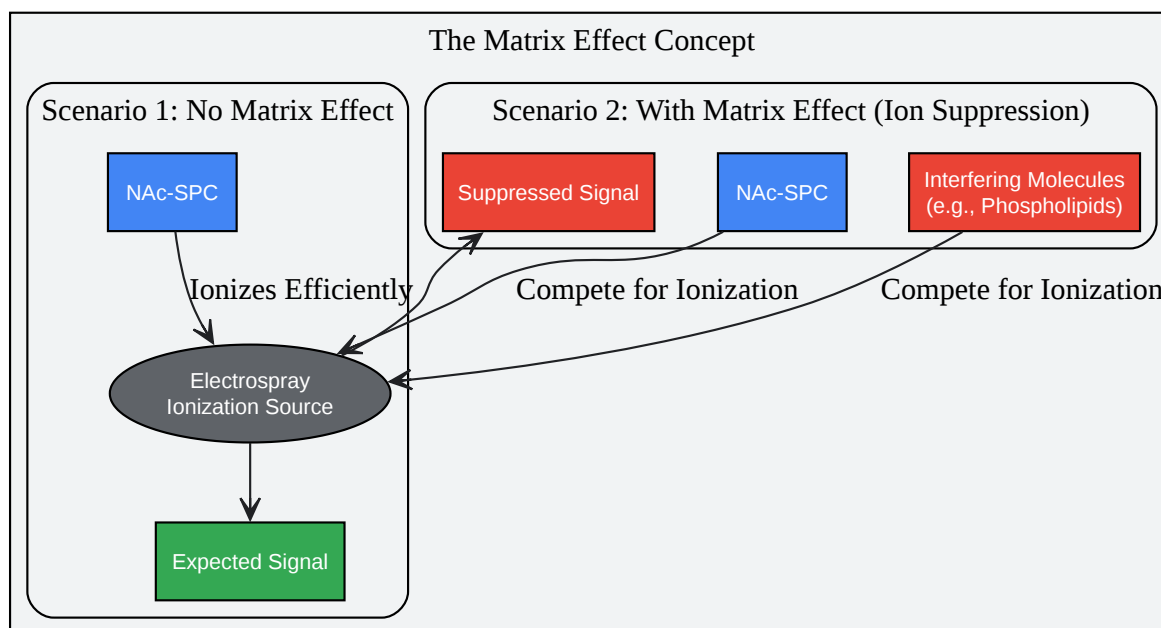 The Matrix Effect Concept
Scenario 1: No Matrix Effect
NAc-SPC
Ionizes Efficiently
Electrospray
Ionization Source
Expected Signal
Scenario 2: With Matrix Effect (Ion Suppression)
Suppressed Signal
NAc-SPC
Interfering Molecules
(e.g., Phospholipids)
Compete for Ionization
Compete for Ionization